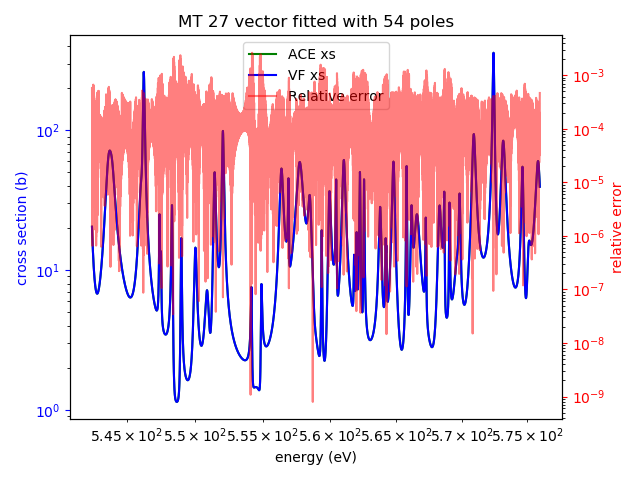 MT 27 vector fitted with 54 poles
ACE xs
VF xs
Relative error
10²
10¹
10⁰
cross section (b)
10⁻³
10⁻⁴
10⁻⁵
10⁻⁶
10⁻⁷
10⁻⁸
10⁻⁹
relative error
5.45 × 10² 5.5 × 10² 5.55 × 10² 5.6 × 10² 5.65 × 10² 5.7 × 10² 5.75 × 10²
energy (eV)